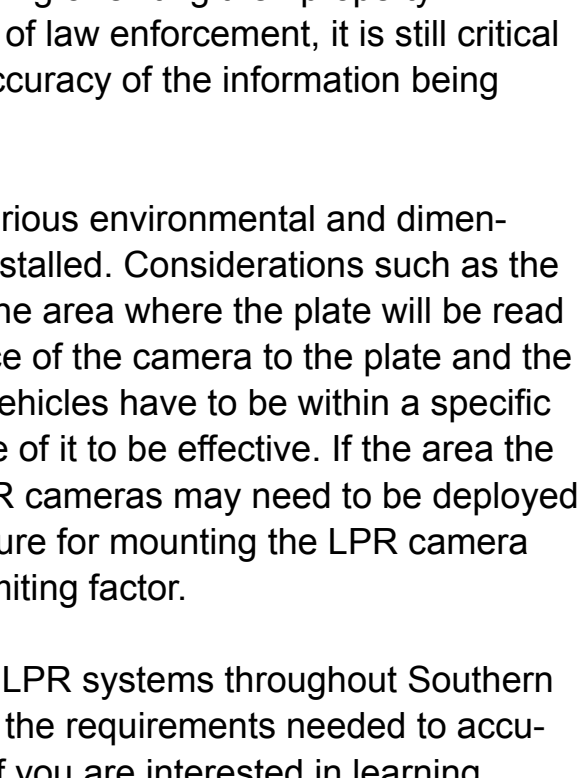 of law enforcement, it is still critical
ccuracy of the information being
rious environmental and dimen-
stalled. Considerations such as the
ne area where the plate will be read
ce of the camera to the plate and the
ehicles have to be within a specific
e of it to be effective. If the area the
R cameras may need to be deployed
ure for mounting the LPR camera
miting factor.
LPR systems throughout Southern
the requirements needed to accu-
f you are interested in learning